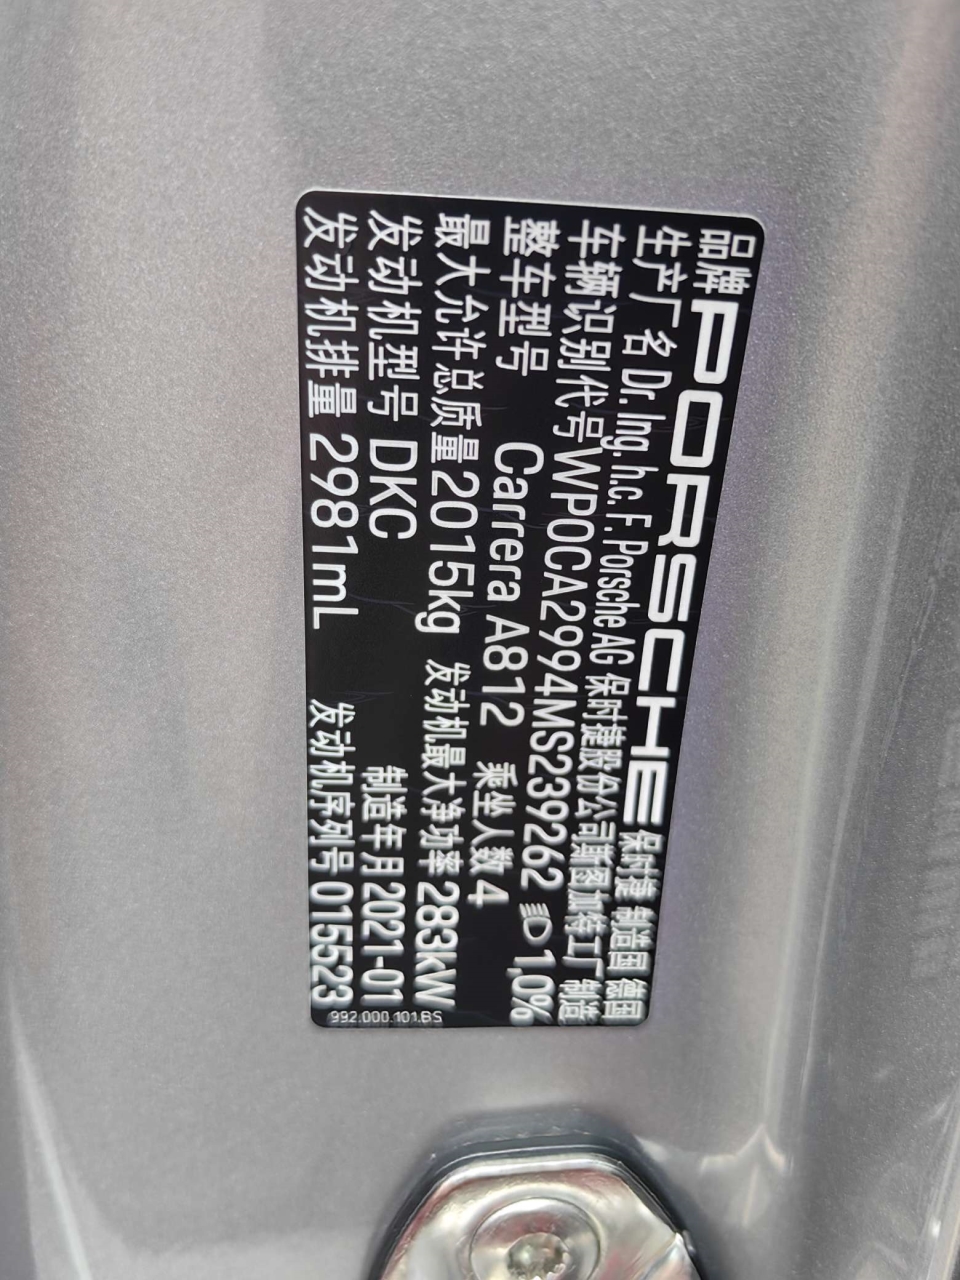 品牌 PORSCHE 保时捷 制造国 德国
生产厂名 Dr. Ing. h.c. F. Porsche AG 保时捷股份公司斯图加特工厂 制造
车辆识别代号 WP0CA2994MS239262 1,0%
整车型号 Carrera A812 乘坐人数 4
最大允许总质量 2015kg 发动机最大净功率 283kW
发动机型号 DKC 制造年月 2021-01
发动机排量 2981mL 发动机序列号 015523
992.000.101.BS